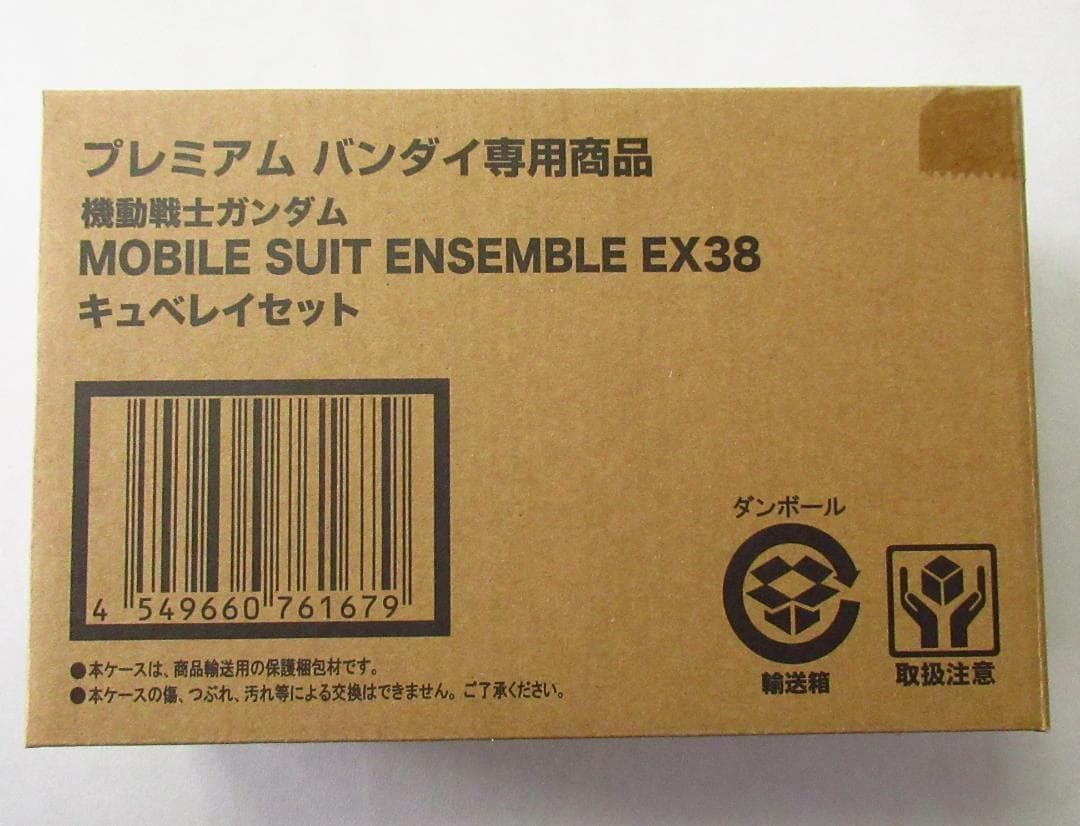 プレミアム バンダイ専用商品
機動戦士ガンダム
MOBILE SUIT ENSEMBLE EX38
キュベレイセット
4 549660 761679
●本ケースは、商品輸送用の保護梱包材です。
●本ケースの傷、つぶれ、汚れ等による交換はできません。ご了承ください。
ダンボール
輸送箱
取扱注意